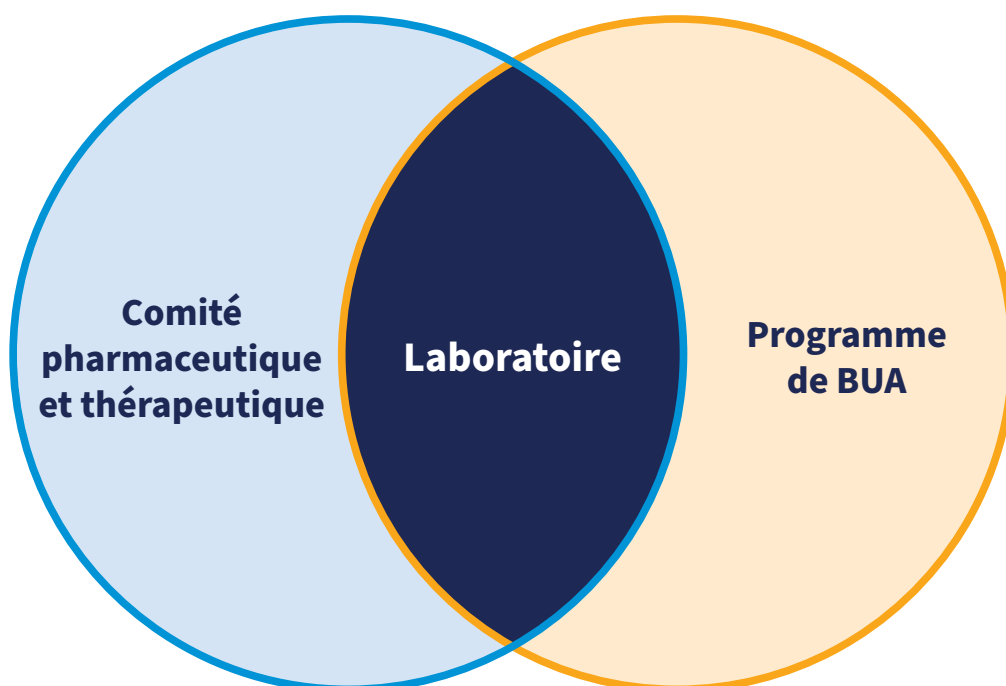 Comité
pharmaceutique
et thérapeutique
Laboratoire
Programme
de BUA